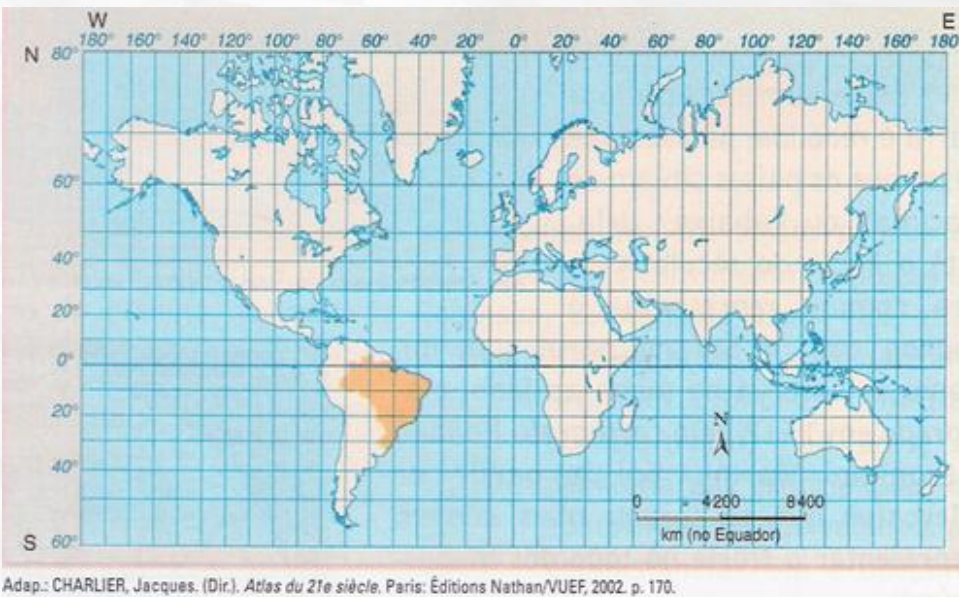 W E
180° 160° 140° 120° 100° 80° 60° 40° 20° 0° 20° 40° 60° 80° 100° 120° 140° 160° 180
N 80°
60°
40°
20°
0°
20°
40°
S 60°
N
0 4200 8400
km (no Equador)
Adap.: CHARLIER, Jacques. (Dir.). Atlas du 21e siècle. Paris: Éditions Nathan/VUEF, 2002. p. 170.